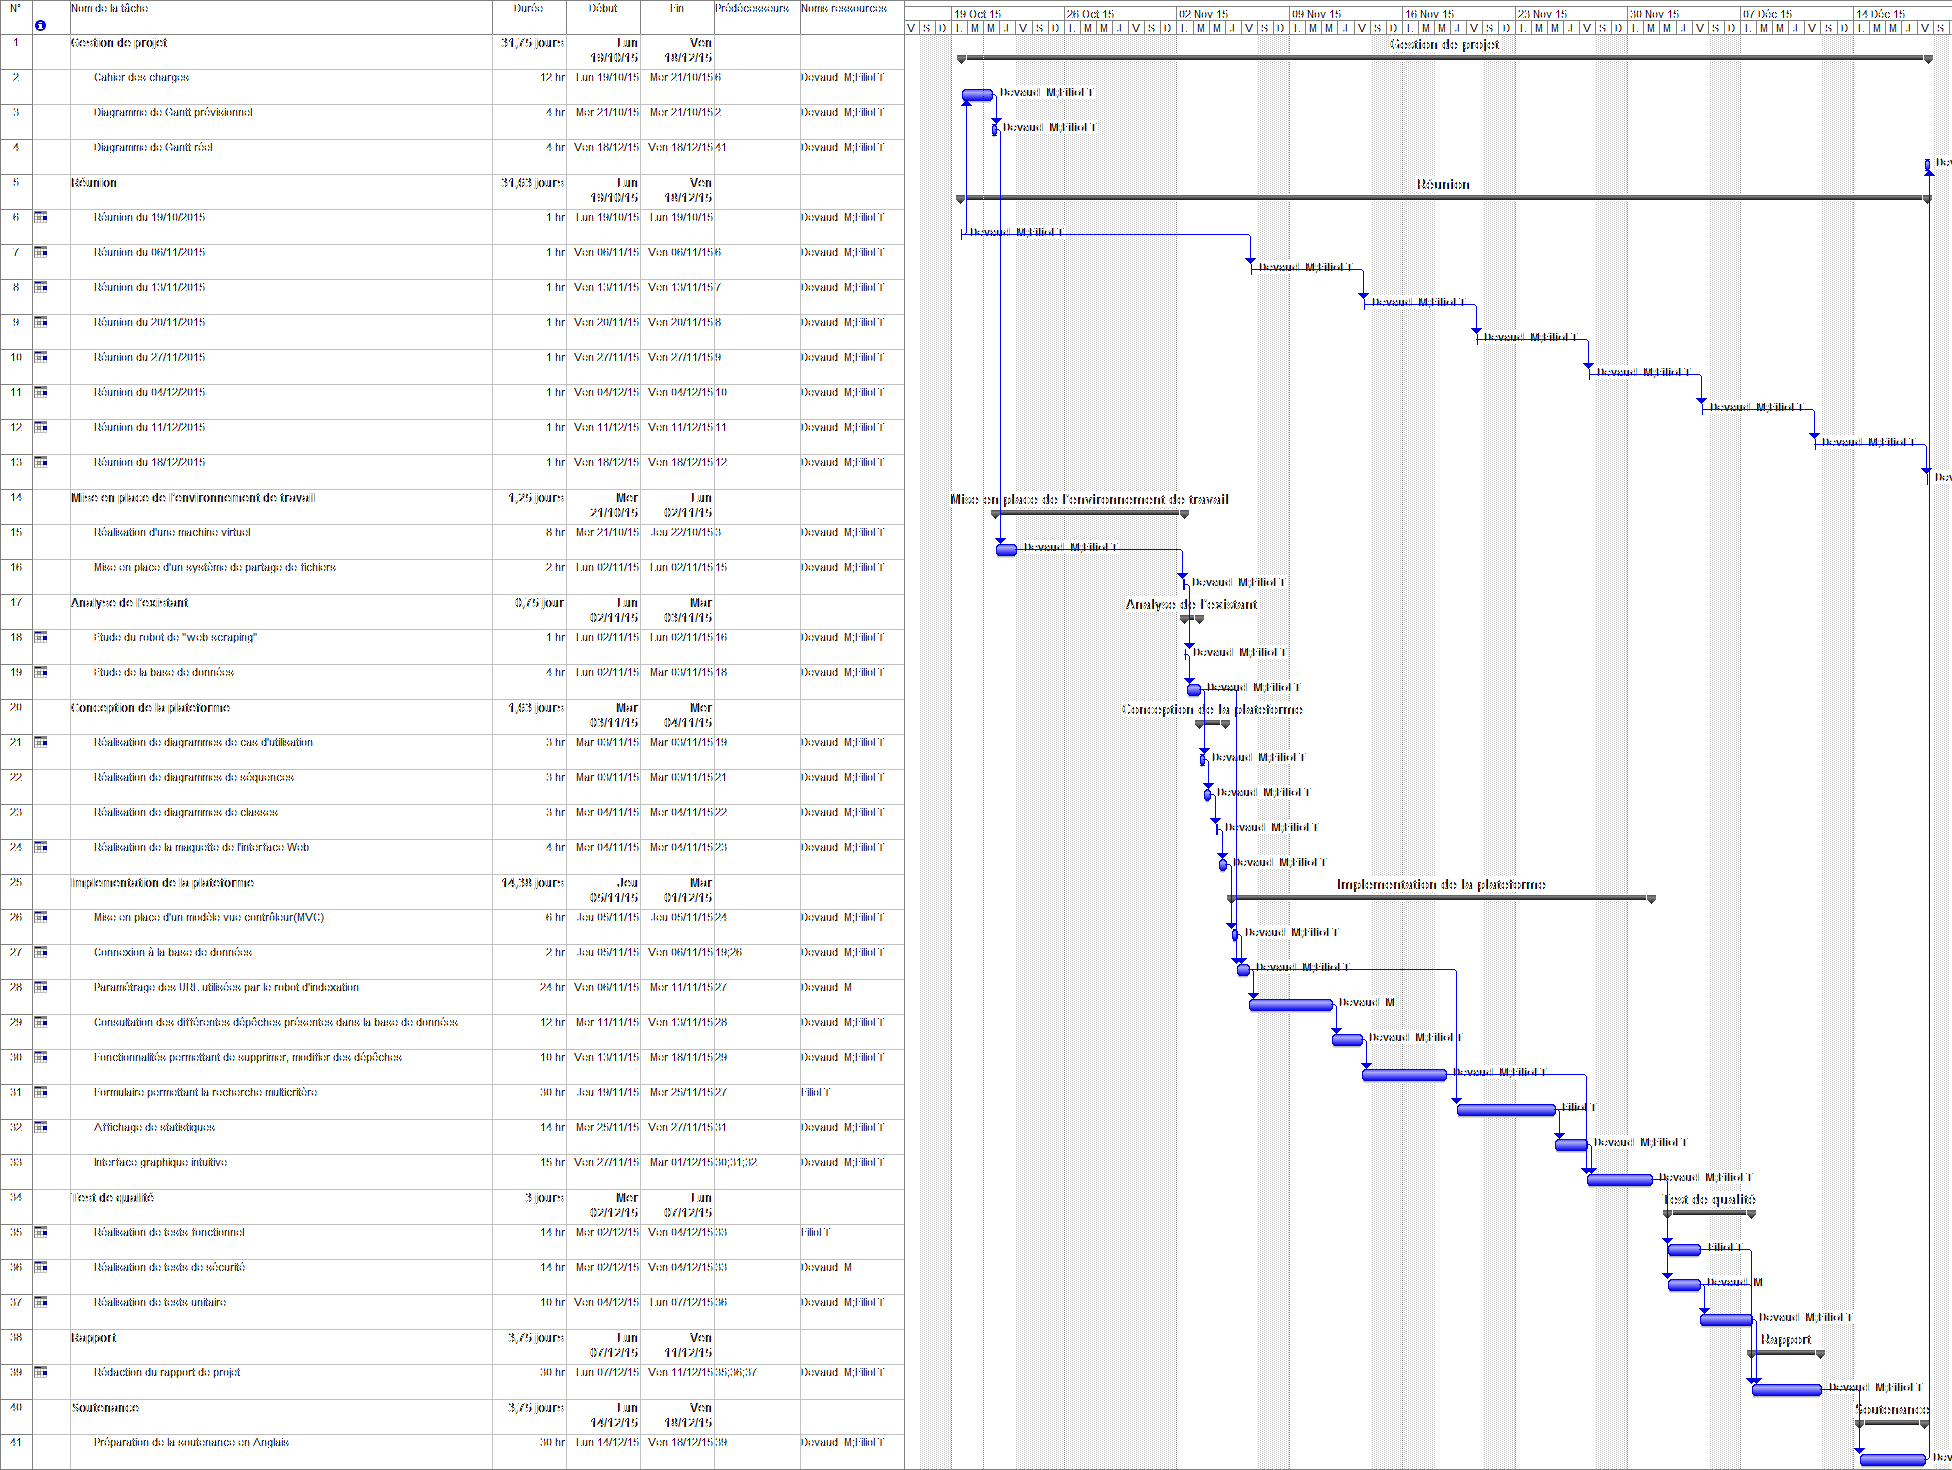 N° Nom de la tâche Durée Début Fin Prédécesseurs Noms ressources
19 Oct 15 26 Oct 15 02 Nov 15 09 Nov 15 16 Nov 15 23 Nov 15 30 Nov 15 07 Déc 15 14 Déc 15
V S D L M M J V S D L M M J V S D L M M J V S D L M M J V S D L M M J V S D L M M J V S D L M M J V S D L M M J V S D L M M J V S
1 Gestion de projet 31,75 jours Lun 19/10/15 Ven 18/12/15
Gestion de projet
2 Cahier des charges 12 hr Lun 19/10/15 Mer 21/10/15 6 Devaud M;Filiol T
Devaud M;Filiol T
3 Diagramme de Gantt prévisionnel 4 hr Mer 21/10/15 Mer 21/10/15 2 Devaud M;Filiol T
Devaud M;Filiol T
4 Diagramme de Gantt réel 4 hr Ven 18/12/15 Ven 18/12/15 41 Devaud M;Filiol T
Dev
5 Réunion 31,63 jours Lun 19/10/15 Ven 18/12/15
Réunion
6 Réunion du 19/10/2015 1 hr Lun 19/10/15 Lun 19/10/15 Devaud M;Filiol T
Devaud M;Filiol T
7 Réunion du 06/11/2015 1 hr Ven 06/11/15 Ven 06/11/15 6 Devaud M;Filiol T
Devaud M;Filiol T
8 Réunion du 13/11/2015 1 hr Ven 13/11/15 Ven 13/11/15 7 Devaud M;Filiol T
Devaud M;Filiol T
9 Réunion du 20/11/2015 1 hr Ven 20/11/15 Ven 20/11/15 8 Devaud M;Filiol T
Devaud M;Filiol T
10 Réunion du 27/11/2015 1 hr Ven 27/11/15 Ven 27/11/15 9 Devaud M;Filiol T
Devaud M;Filiol T
11 Réunion du 04/12/2015 1 hr Ven 04/12/15 Ven 04/12/15 10 Devaud M;Filiol T
Devaud M;Filiol T
12 Réunion du 11/12/2015 1 hr Ven 11/12/15 Ven 11/12/15 11 Devaud M;Filiol T
Devaud M;Filiol T
13 Réunion du 18/12/2015 1 hr Ven 18/12/15 Ven 18/12/15 12 Devaud M;Filiol T
Dev
14 Mise en place de l'environnement de travail 1,25 jours Mer 21/10/15 Lun 02/11/15
Mise en place de l'environnement de travail
15 Réalisation d'une machine virtuel 8 hr Mer 21/10/15 Jeu 22/10/15 3 Devaud M;Filiol T
Devaud M;Filiol T
16 Mise en place d'un système de partage de fichiers 2 hr Lun 02/11/15 Lun 02/11/15 15 Devaud M;Filiol T
Devaud M;Filiol T
17 Analyse de l'existant 0,75 jour Lun 02/11/15 Mar 03/11/15
Analyse de l'existant
18 Etude du robot de "web scraping" 1 hr Lun 02/11/15 Lun 02/11/15 16 Devaud M;Filiol T
Devaud M;Filiol T
19 Etude de la base de données 4 hr Lun 02/11/15 Mar 03/11/15 18 Devaud M;Filiol T
Devaud M;Filiol T
20 Conception de la plateforme 1,63 jours Mar 03/11/15 Mer 04/11/15
Conception de la plateforme
21 Réalisation de diagrammes de cas d'utilisation 3 hr Mar 03/11/15 Mar 03/11/15 19 Devaud M;Filiol T
Devaud M;Filiol T
22 Réalisation de diagrammes de séquences 3 hr Mar 03/11/15 Mar 03/11/15 21 Devaud M;Filiol T
Devaud M;Filiol T
23 Réalisation de diagrammes de classes 3 hr Mer 04/11/15 Mer 04/11/15 22 Devaud M;Filiol T
Devaud M;Filiol T
24 Réalisation de la maquette de l'interface Web 4 hr Mer 04/11/15 Mer 04/11/15 23 Devaud M;Filiol T
Devaud M;Filiol T
25 Implementation de la plateforme 14,38 jours Jeu 05/11/15 Mar 01/12/15
Implementation de la plateforme
26 Mise en place d'un modèle vue contrôleur(MVC) 6 hr Jeu 05/11/15 Jeu 05/11/15 24 Devaud M;Filiol T
Devaud M;Filiol T
27 Connexion à la base de données 2 hr Jeu 05/11/15 Ven 06/11/15 19;26 Devaud M;Filiol T
Devaud M;Filiol T
28 Paramétrage des URL utilisées par le robot d'indexation 24 hr Ven 06/11/15 Mer 11/11/15 27 Devaud M
Devaud M
29 Consultation des différentes dépêches présentes dans la base de données 12 hr Mer 11/11/15 Ven 13/11/15 28 Devaud M;Filiol T
Devaud M;Filiol T
30 Fonctionnalités permettant de supprimer, modifier des dépêches 10 hr Ven 13/11/15 Mer 18/11/15 29 Devaud M;Filiol T
Devaud M;Filiol T
31 Formulaire permettant la recherche multicritère 30 hr Jeu 19/11/15 Mer 25/11/15 27 Filiol T
Filiol T
32 Affichage de statistiques 14 hr Mer 25/11/15 Ven 27/11/15 31 Devaud M;Filiol T
Devaud M;Filiol T
33 Interface graphique intuitive 15 hr Ven 27/11/15 Mar 01/12/15 30;31;32 Devaud M;Filiol T
Devaud M;Filiol T
34 Test de qualité 3 jours Mer 02/12/15 Lun 07/12/15
Test de qualité
35 Réalisation de tests fonctionnel 14 hr Mer 02/12/15 Ven 04/12/15 33 Filiol T
Filiol T
36 Réalisation de tests de sécurité 14 hr Mer 02/12/15 Ven 04/12/15 33 Devaud M
Devaud M
37 Réalisation de tests unitaire 10 hr Ven 04/12/15 Lun 07/12/15 36 Devaud M;Filiol T
Devaud M;Filiol T
38 Rapport 3,75 jours Lun 07/12/15 Ven 11/12/15
Rapport
39 Rédaction du rapport de projet 30 hr Lun 07/12/15 Ven 11/12/15 35;36;37 Devaud M;Filiol T
Devaud M;Filiol T
40 Soutenance 3,75 jours Lun 14/12/15 Ven 18/12/15
Soutenance
41 Préparation de la soutenance en Anglais 30 hr Lun 14/12/15 Ven 18/12/15 39 Devaud M;Filiol T
Dev